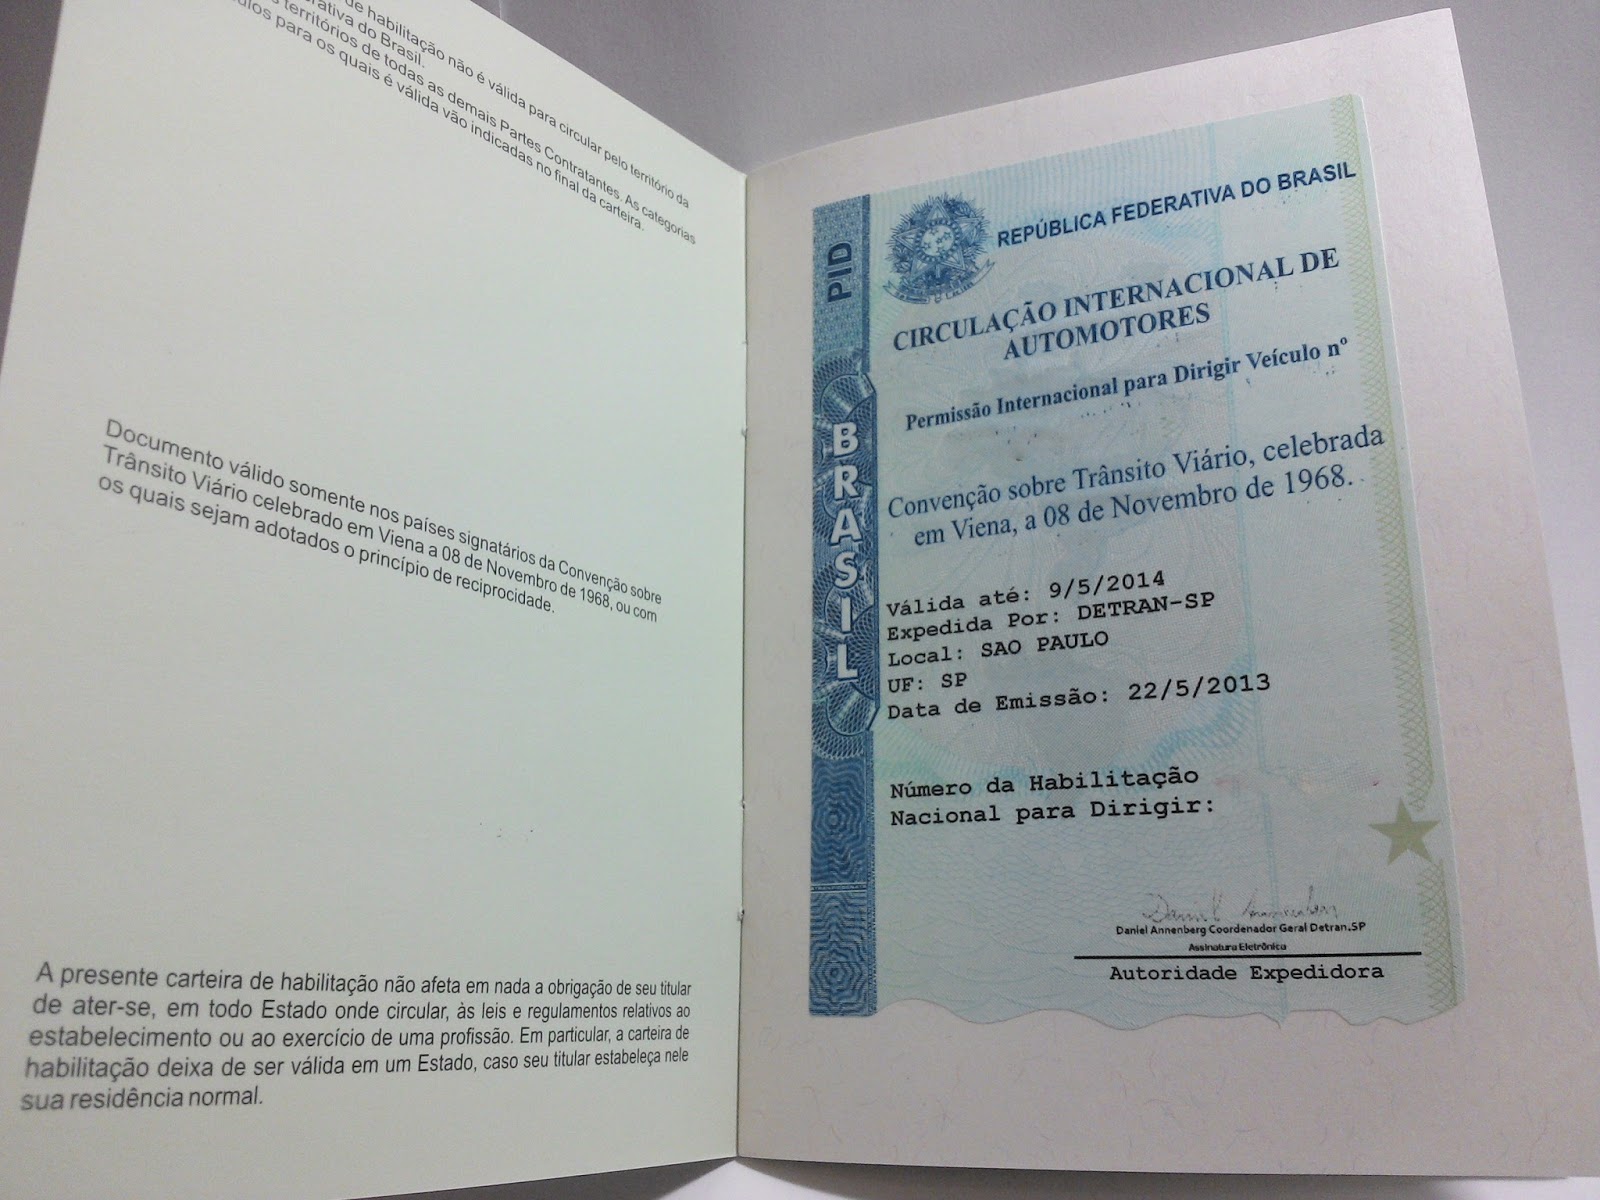 de habilitação não é válida para circular pelo território da
do Brasil.
territórios de todas as demais Partes Contratantes. As categorias
para os quais é válida vão indicadas no final da carteira.
Documento válido somente nos países signatários da Convenção sobre
Trânsito Viário celebrado em Viena a 08 de Novembro de 1968, ou com
os quais sejam adotados o princípio de reciprocidade.
A presente carteira de habilitação não afeta em nada a obrigação de seu titular
de ater-se, em todo Estado onde circular, às leis e regulamentos relativos ao
estabelecimento ou ao exercício de uma profissão. Em particular, a carteira de
habilitação deixa de ser válida em um Estado, caso seu titular estabeleça nele
sua residência normal.
PID
BRASIL
REPÚBLICA FEDERATIVA DO BRASIL
CIRCULAÇÃO INTERNACIONAL DE
AUTOMOTORES
Permissão Internacional para Dirigir Veículo nº
Convenção sobre Trânsito Viário, celebrada
em Viena, a 08 de Novembro de 1968.
Válida até: 9/5/2014
Expedida Por: DETRAN-SP
Local: SAO PAULO
UF: SP
Data de Emissão: 22/5/2013
Número da Habilitação
Nacional para Dirigir:
Daniel Annenberg
Daniel Annenberg Coordenador Geral Detran.SP
Assinatura Eletrônica
Autoridade Expedidora